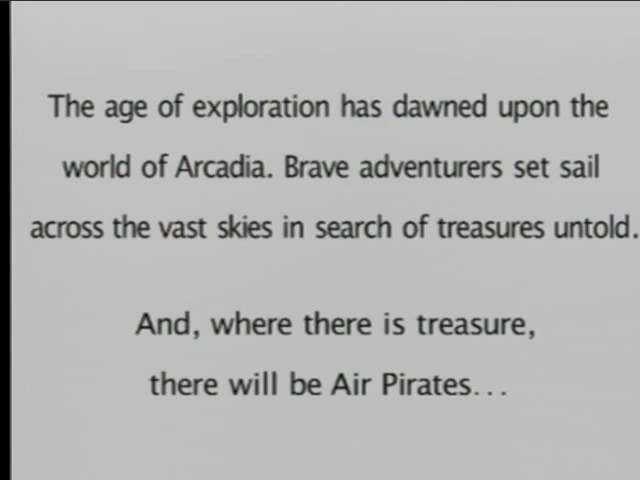 The age of exploration has dawned upon the
world of Arcadia. Brave adventurers set sail
across the vast skies in search of treasures untold.
And, where there is treasure,
there will be Air Pirates...